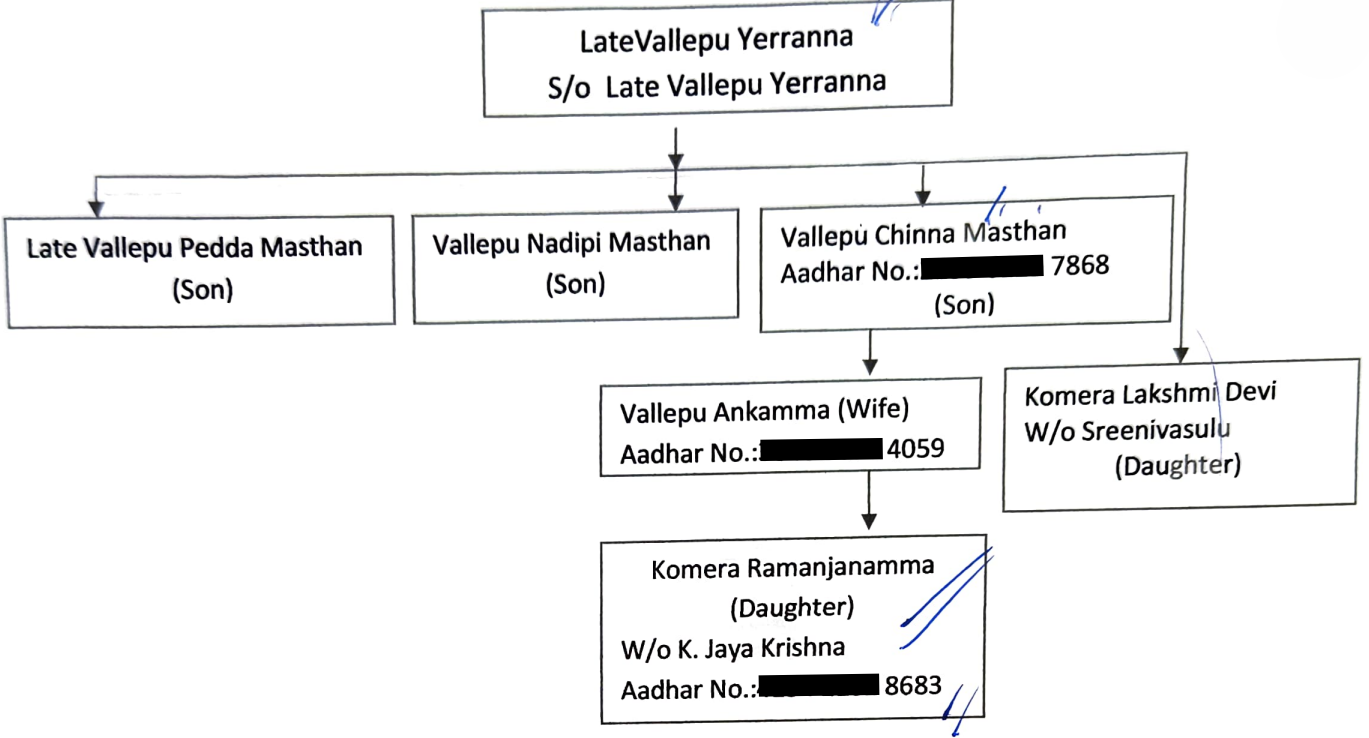 LateVallepu Yerranna
S/o Late Vallepu Yerranna
Late Vallepu Pedda Masthan
(Son)
Vallepu Nadipi Masthan
(Son)
Vallepu Chinna Masthan
Aadhar No.: 7868
(Son)
Vallepu Ankamma (Wife)
Aadhar No.: 4059
Komera Lakshmi Devi
W/o Sreenivasulu
(Daughter)
Komera Ramanjanamma
(Daughter)
W/o K. Jaya Krishna
Aadhar No.: 8683